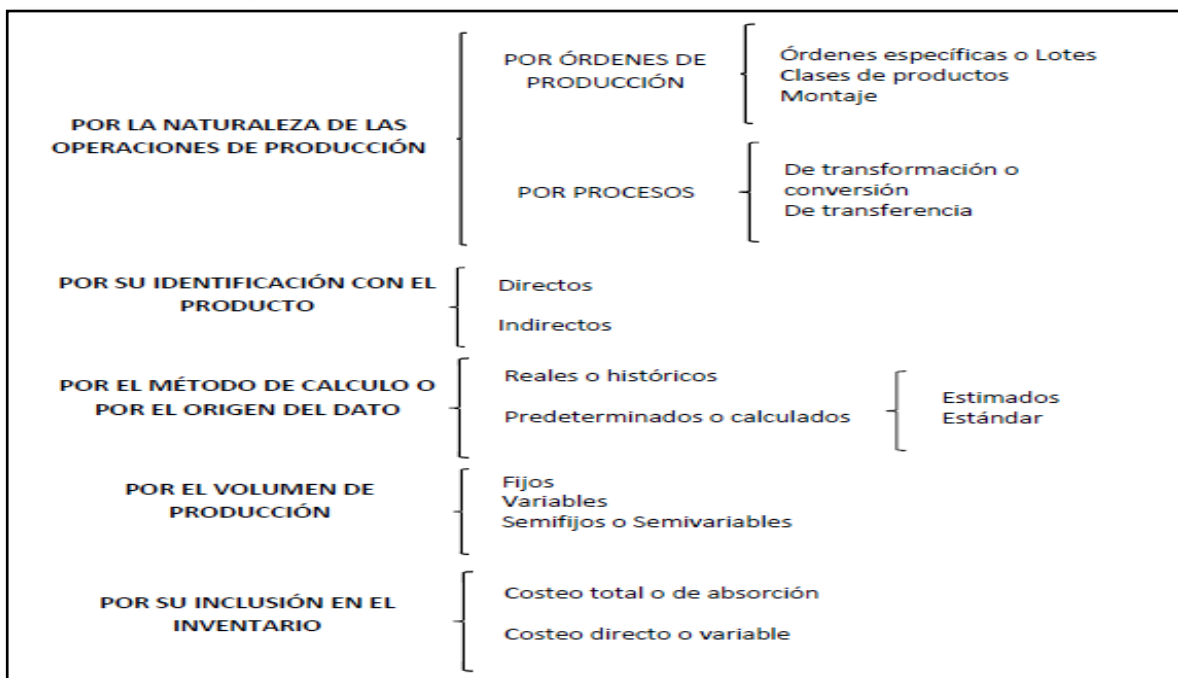 POR LA NATURALEZA DE LAS
OPERACIONES DE PRODUCCIÓN
POR ÓRDENES DE
PRODUCCIÓN
Órdenes específicas o Lotes
Clases de productos
Montaje
POR PROCESOS
De transformación o
conversión
De transferencia
POR SU IDENTIFICACIÓN CON EL
PRODUCTO
Directos
Indirectos
POR EL MÉTODO DE CALCULO O
POR EL ORIGEN DEL DATO
Reales o históricos
Predeterminados o calculados
Estimados
Estándar
POR EL VOLUMEN DE
PRODUCCIÓN
Fijos
Variables
Semifijos o Semivariables
POR SU INCLUSIÓN EN EL
INVENTARIO
Costeo total o de absorción
Costeo directo o variable